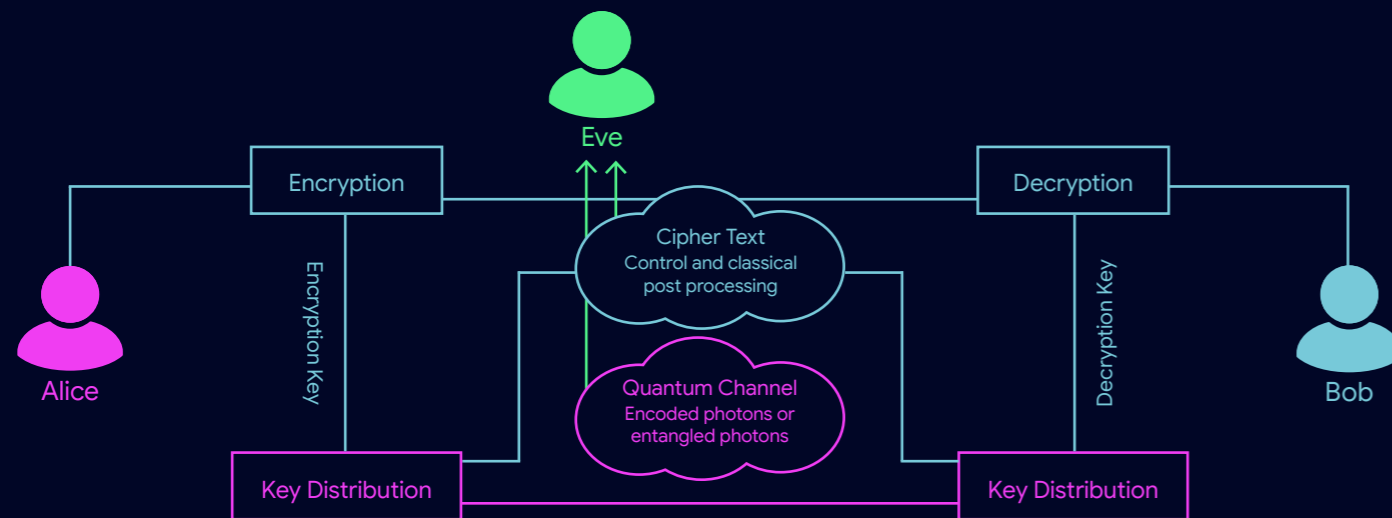 Eve
Encryption
Decryption
Cipher Text
Control and classical
post processing
Encryption Key
Decryption Key
Alice
Quantum Channel
Encoded photons or
entangled photons
Bob
Key Distribution
Key Distribution